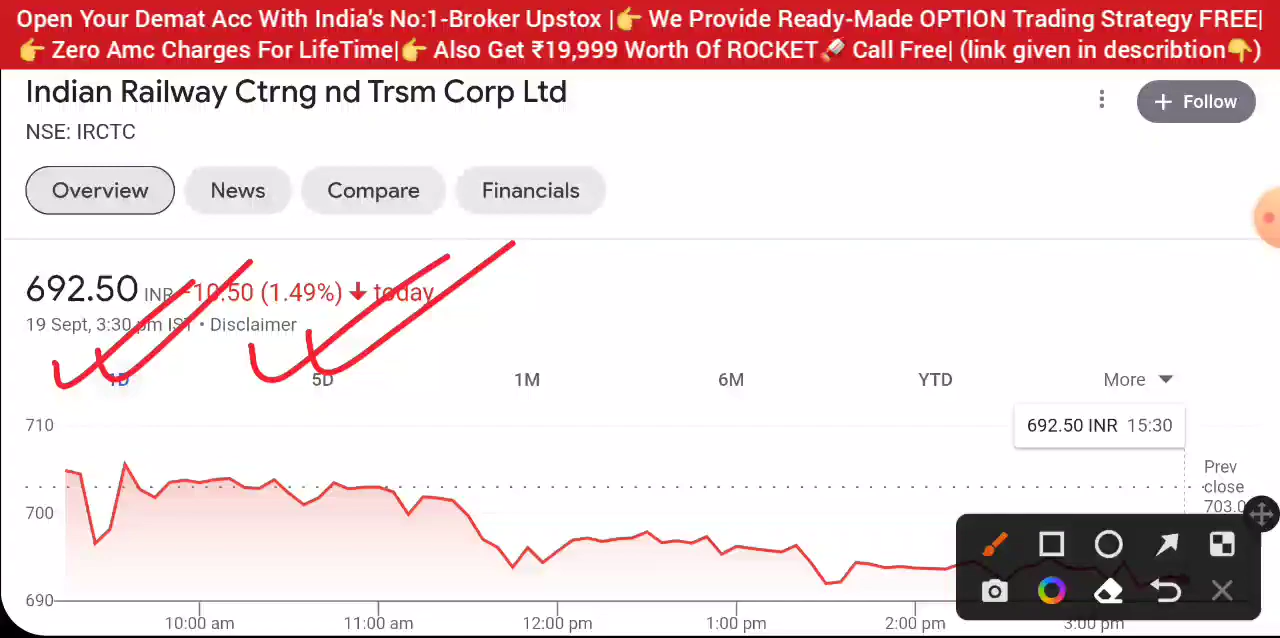 Open Your Demat Acc With India's No:1-Broker Upstox |👉 We Provide Ready-Made OPTION Trading Strategy FREE|
👉 Zero Amc Charges For LifeTime|👉 Also Get ₹19,999 Worth Of ROCKET🚀 Call Free| (link given in describtion👇)
Indian Railway Ctrng nd Trsm Corp Ltd
+ Follow
NSE: IRCTC
Overview News Compare Financials
692.50 INR −10.50 (1.49%) ↓ today
19 Sept, 3:30 pm IST • Disclaimer
1D 5D 1M 6M YTD More
710
692.50 INR 15:30
Prev
close
703.0
700
690
10:00 am 11:00 am 12:00 pm 1:00 pm 2:00 pm 3:00 pm